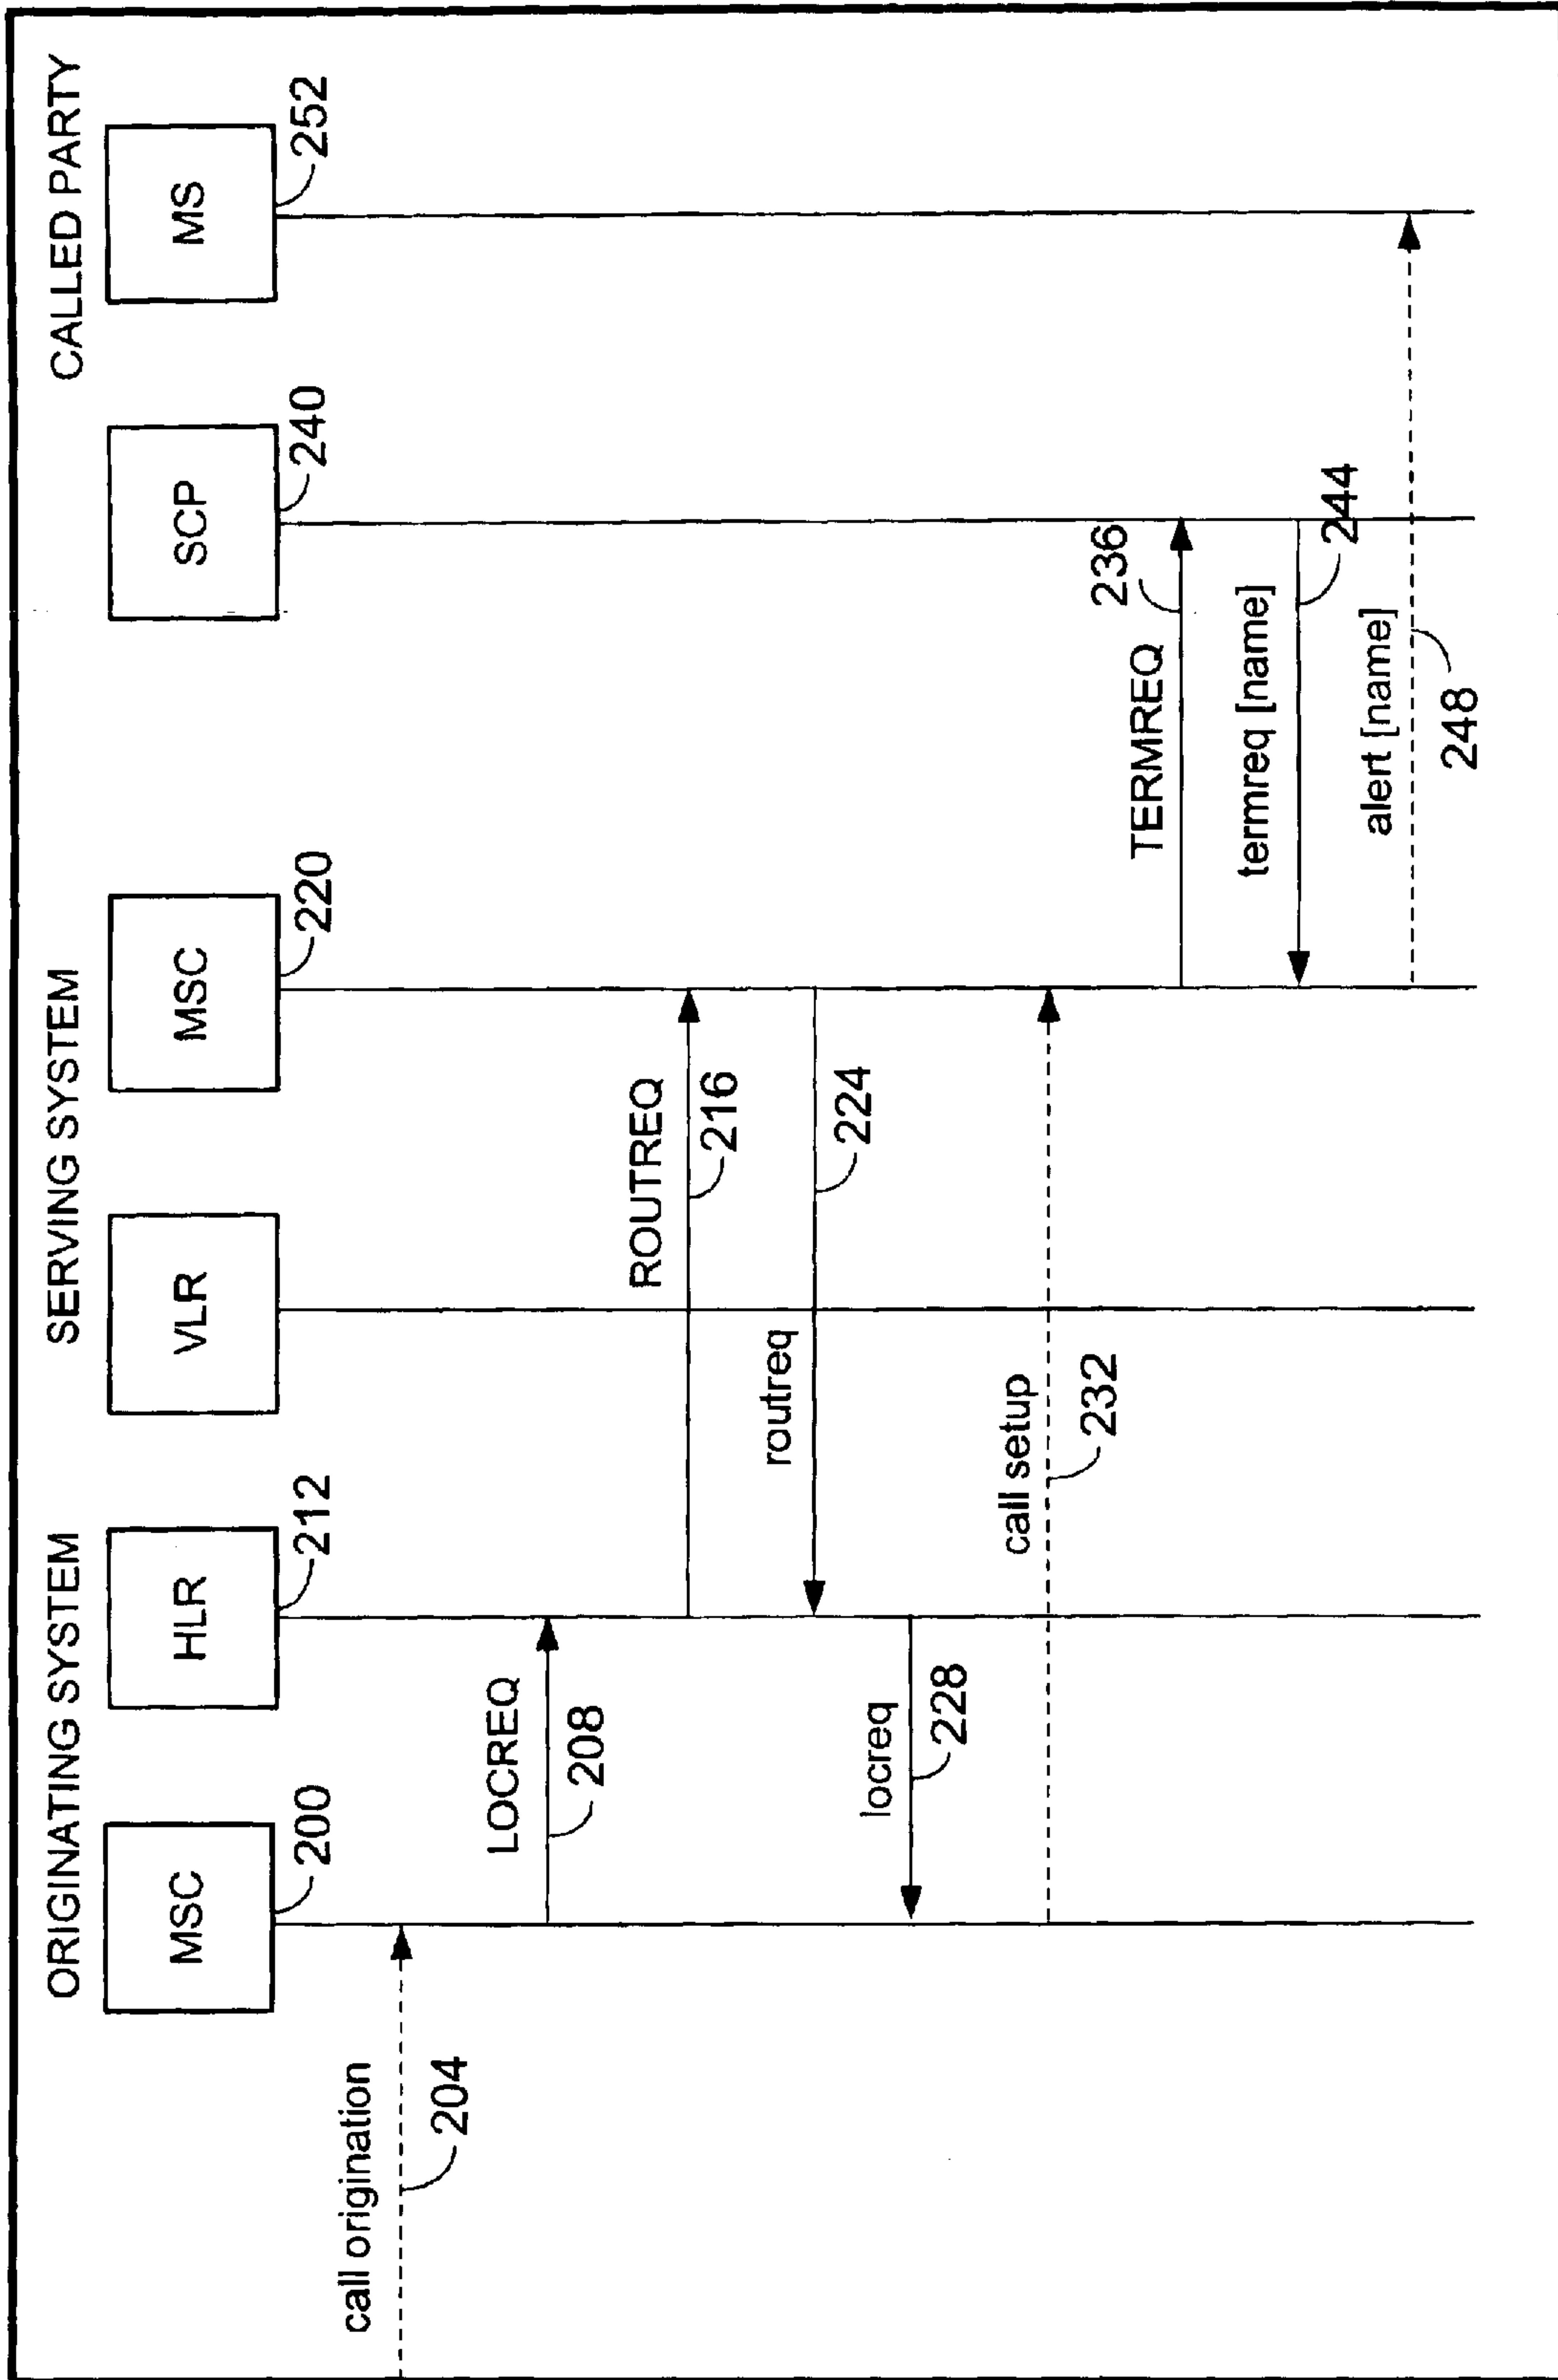 ORIGINATING SYSTEM
SERVING SYSTEM
CALLED PARTY
MSC
200
HLR
212
VLR
MSC
220
SCP
240
MS
252
call origination
204
LOCREQ
208
ROUTREQ
216
routreq
224
locreq
228
call setup
232
TERMREQ
236
termreq [name]
244
alert [name]
248